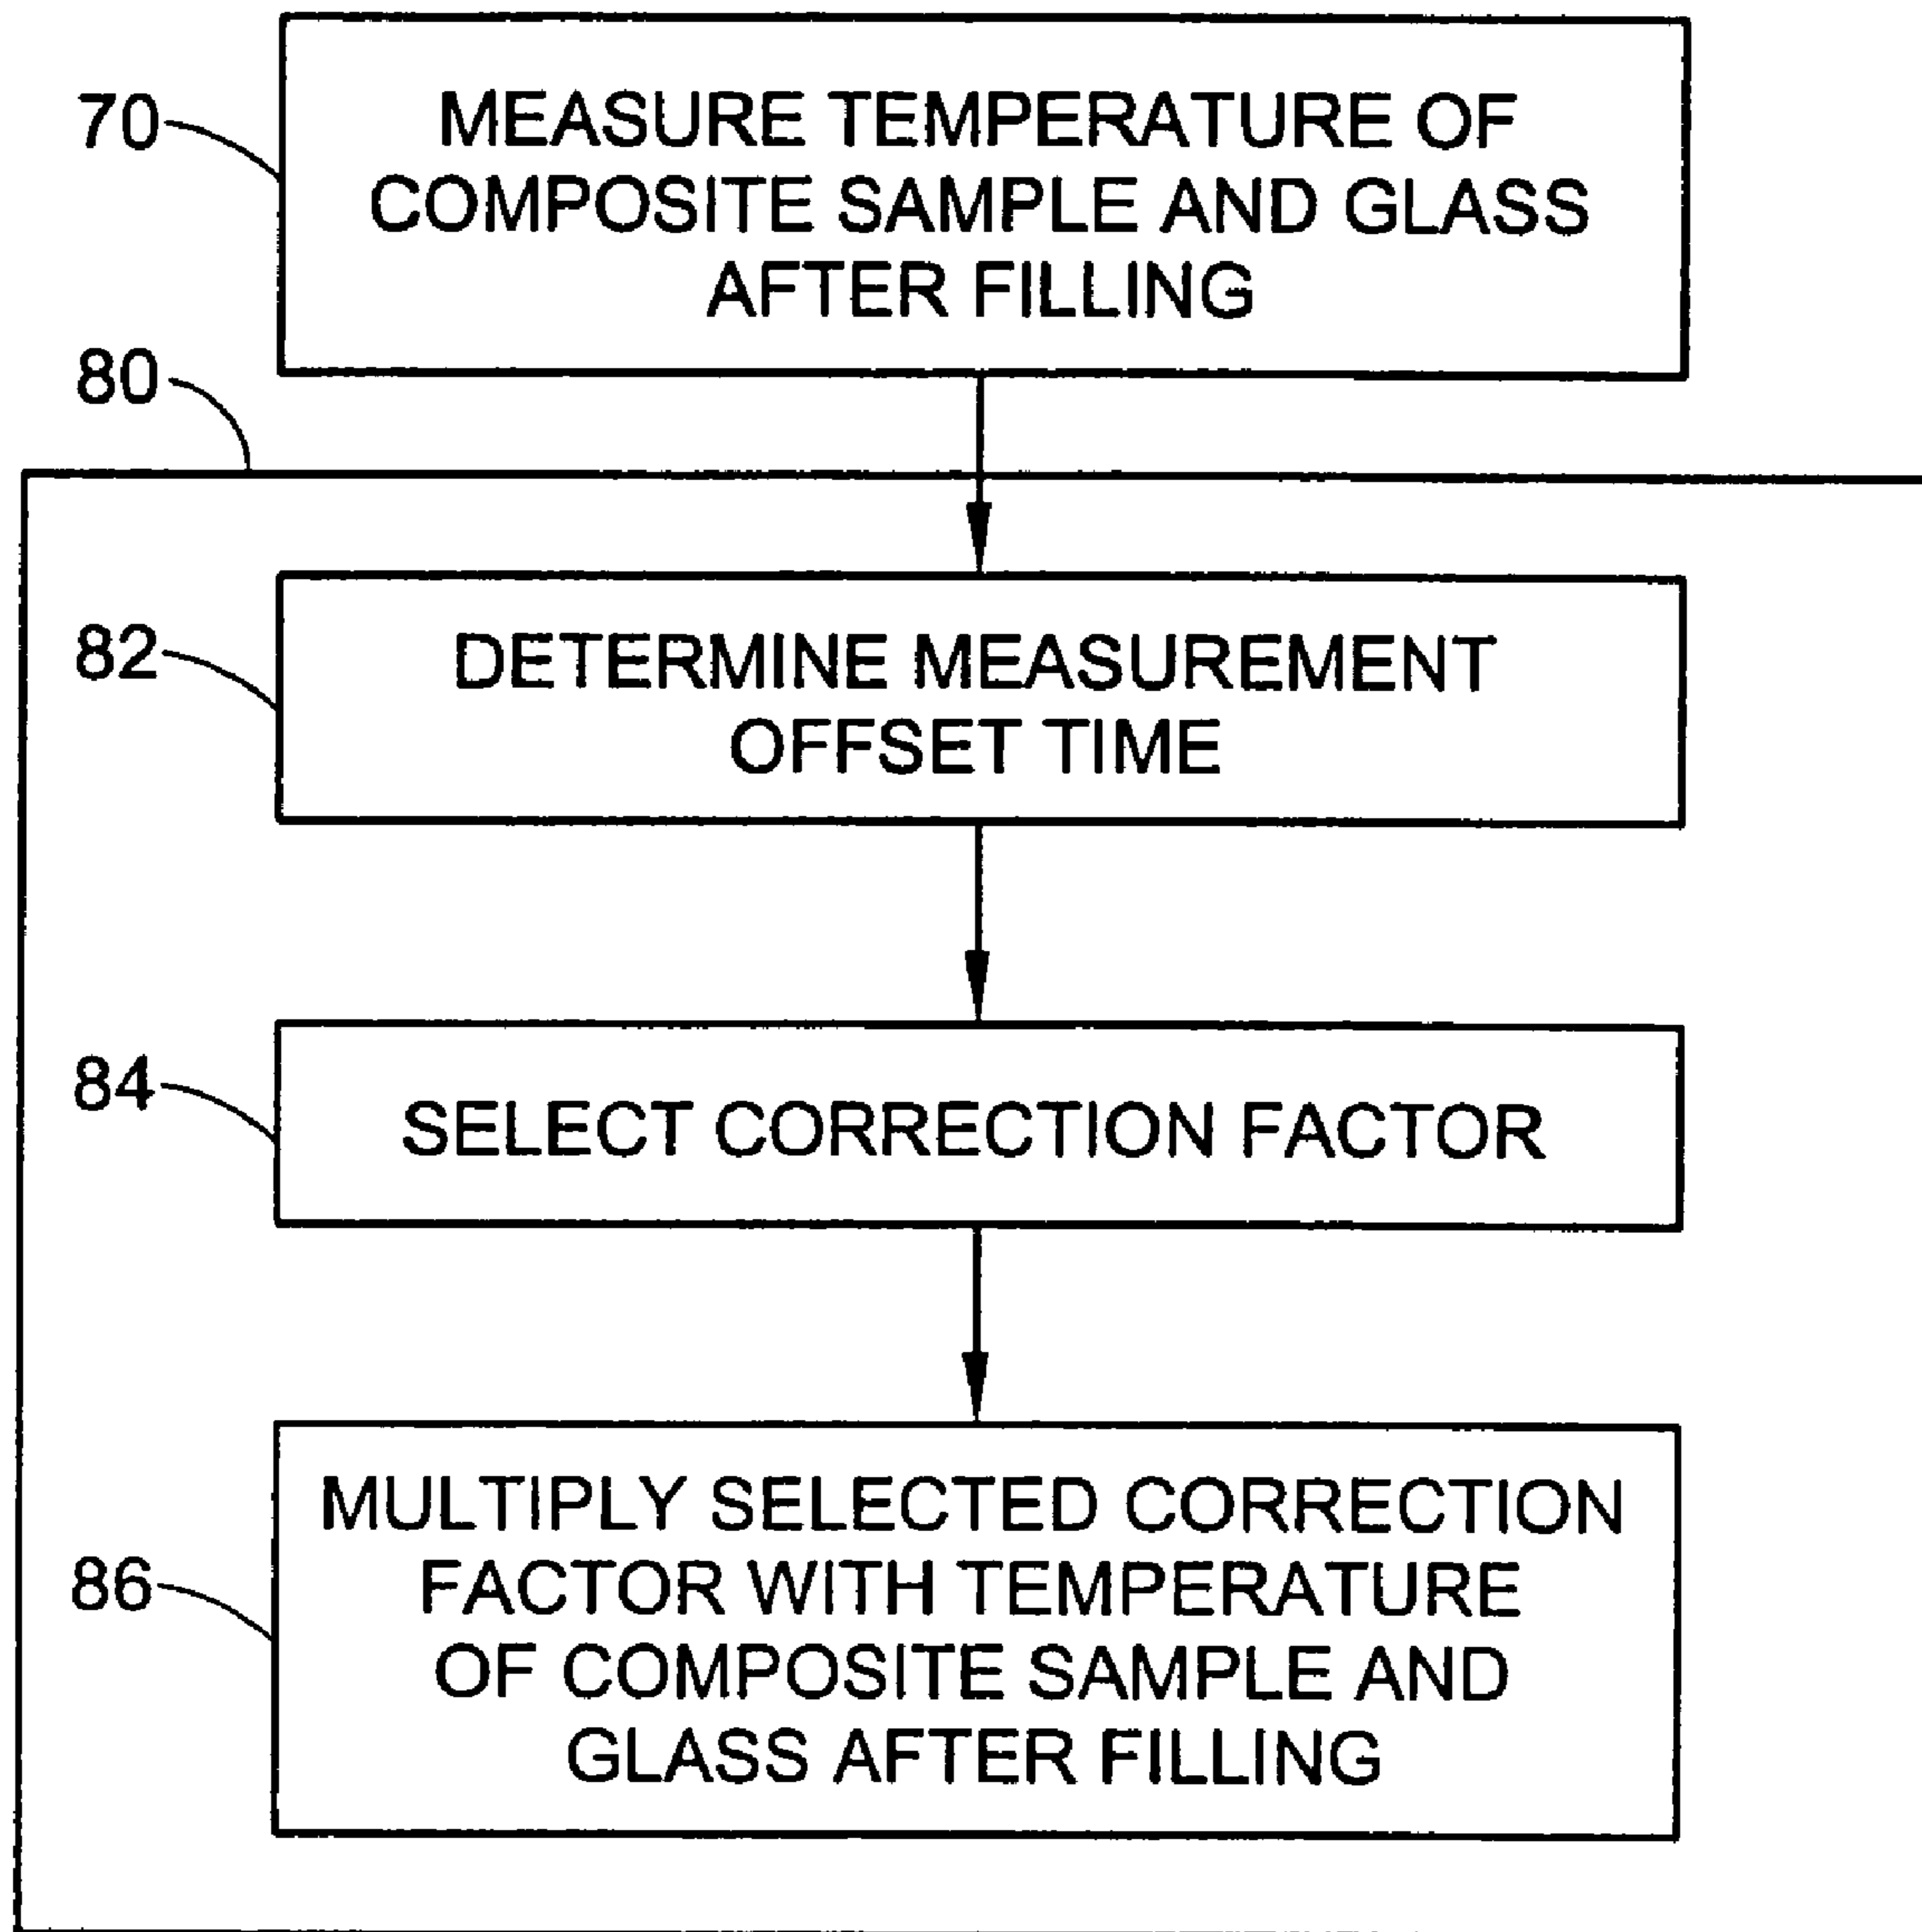 70
MEASURE TEMPERATURE OF
COMPOSITE SAMPLE AND GLASS
AFTER FILLING
80
82
DETERMINE MEASUREMENT
OFFSET TIME
84
SELECT CORRECTION FACTOR
86
MULTIPLY SELECTED CORRECTION
FACTOR WITH TEMPERATURE
OF COMPOSITE SAMPLE AND
GLASS AFTER FILLING